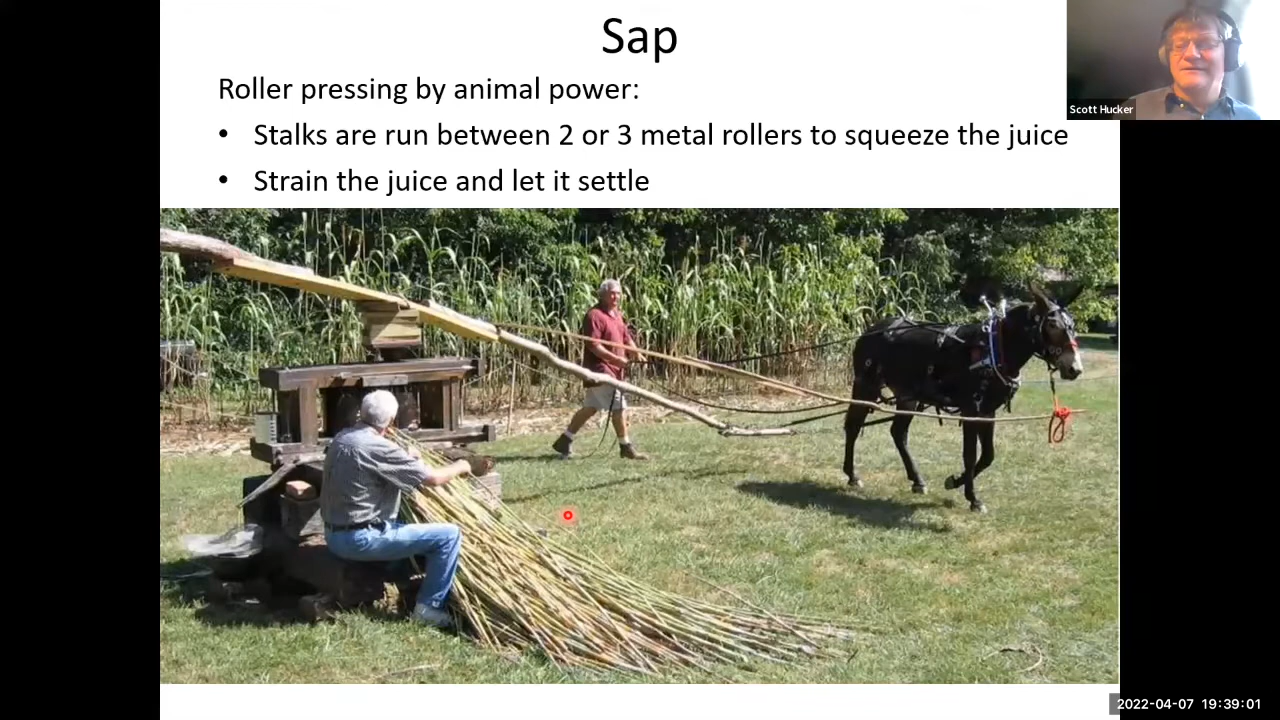 Sap
Scott Hucker
Roller pressing by animal power:
• Stalks are run between 2 or 3 metal rollers to squeeze the juice
• Strain the juice and let it settle
2022-04-07 19:39:01